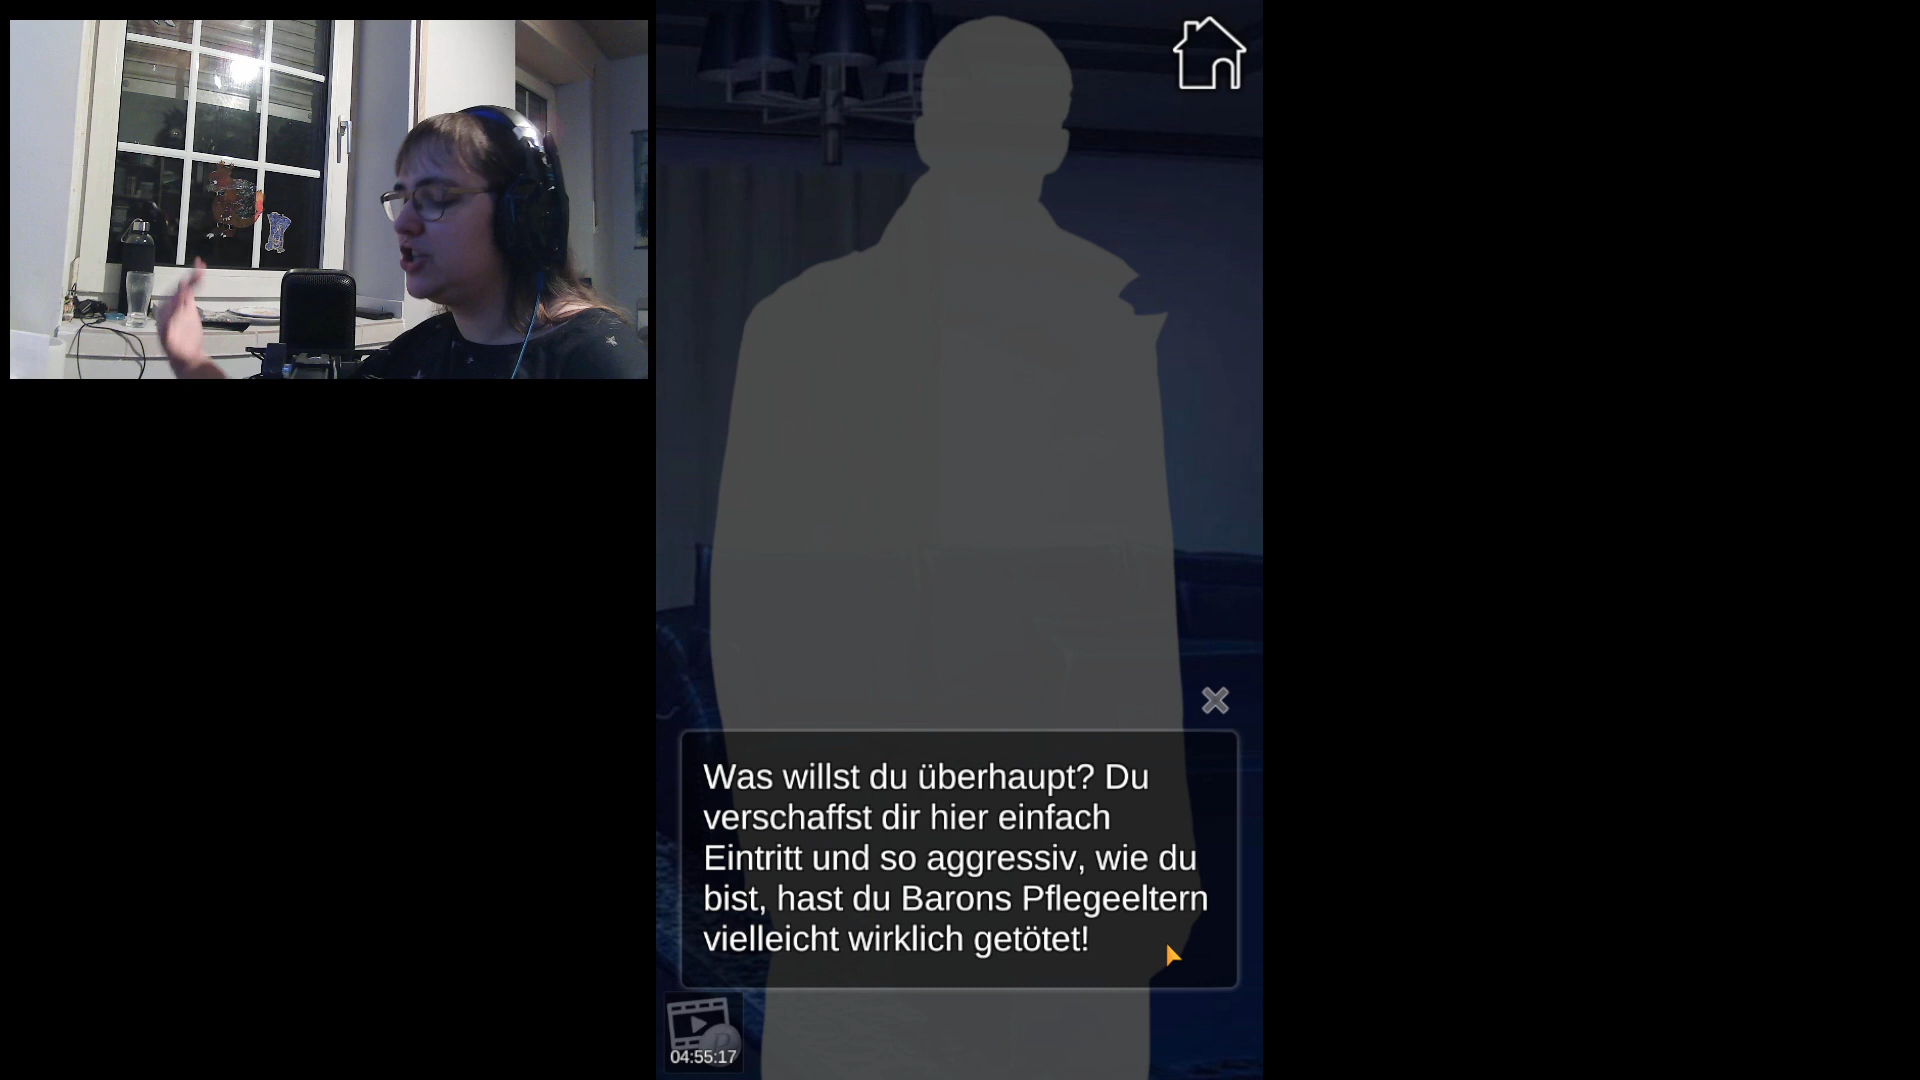 Was willst du überhaupt? Du
verschaffst dir hier einfach
Eintritt und so aggressiv, wie du
bist, hast du Barons Pflegeeltern
vielleicht wirklich getötet!
04:55:17